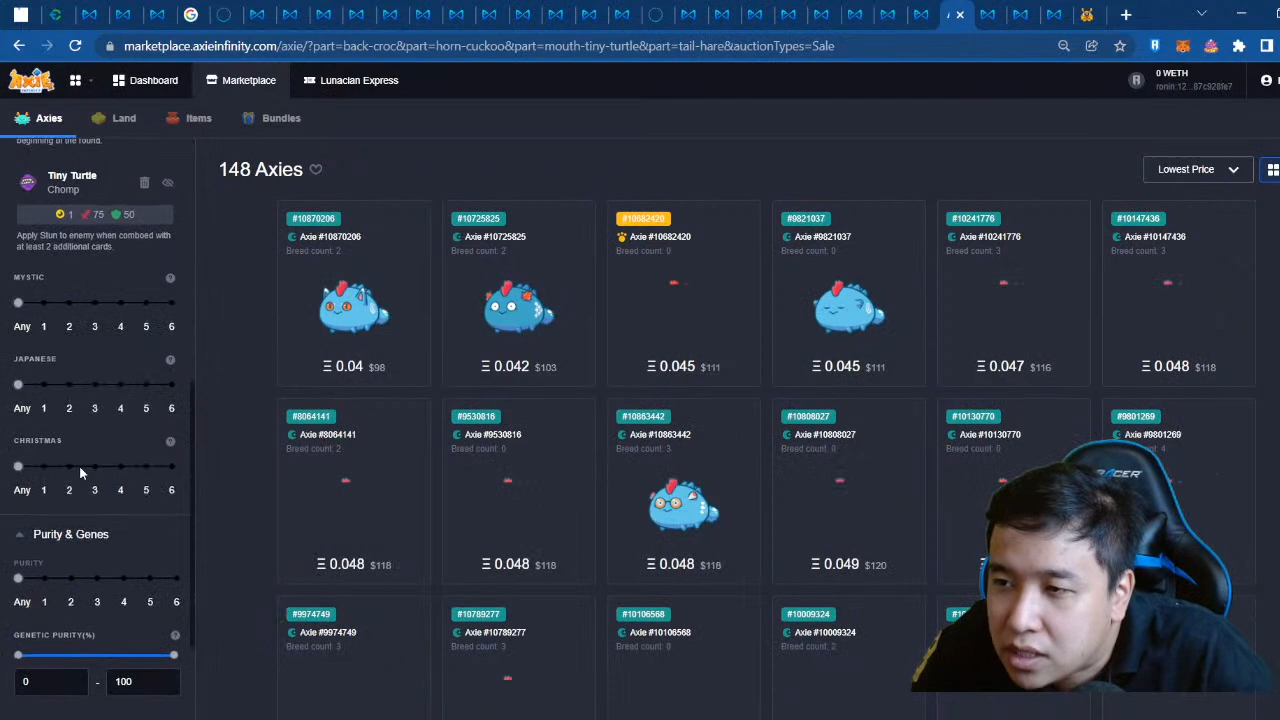 marketplace.axieinfinity.com/axie/?part=back-croc&part=horn-cuckoo&part=mouth-tiny-turtle&part=tail-hare&auctionTypes=Sale
Dashboard
Marketplace
Lunacian Express
0 WETH
ronin:12...87c928fe7
Axies
Land
Items
Bundles
beginning of the round.
Tiny Turtle
Chomp
1 75 50
Apply Stun to enemy when comboed with
at least 2 additional cards.
MYSTIC
Any 1 2 3 4 5 6
JAPANESE
Any 1 2 3 4 5 6
CHRISTMAS
Any 1 2 3 4 5 6
Purity & Genes
PURITY
Any 1 2 3 4 5 6
GENETIC PURITY(%)
0 - 100
148 Axies
Lowest Price
#10870206
Axie #10870206
Breed count: 2
Ξ 0.04 $98
#10725825
Axie #10725825
Breed count: 2
Ξ 0.042 $103
#10682420
Axie #10682420
Breed count: 0
Ξ 0.045 $111
#9821037
Axie #9821037
Breed count: 0
Ξ 0.045 $111
#10241776
Axie #10241776
Breed count: 3
Ξ 0.047 $116
#10147436
Axie #10147436
Breed count: 3
Ξ 0.048 $118
#8064141
Axie #8064141
Breed count: 2
Ξ 0.048 $118
#9530816
Axie #9530816
Breed count: 0
Ξ 0.048 $118
#10863442
Axie #10863442
Breed count: 3
Ξ 0.048 $118
#10808027
Axie #10808027
Breed count: 0
Ξ 0.049 $120
#10130770
Axie #10130770
Breed count: 0
#9801269
Axie #9801269
Breed count: 4
#9974749
Axie #9974749
Breed count: 3
#10789277
Axie #10789277
Breed count: 3
#10106568
Axie #10106568
Breed count: 0
#10009324
Axie #10009324
Breed count: 2